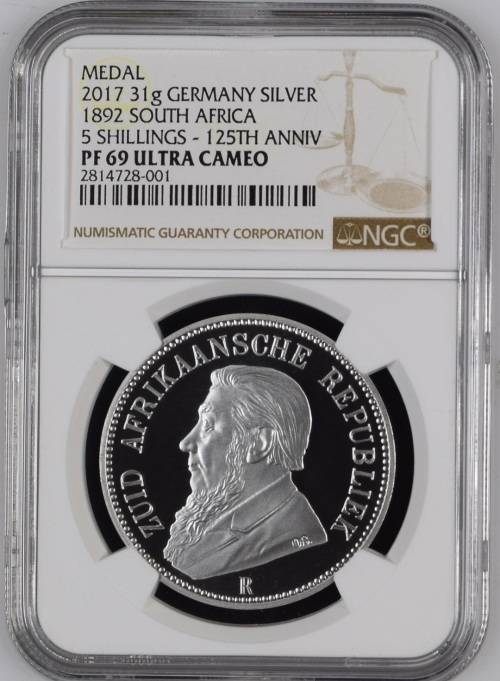 MEDAL
2017 31g GERMANY SILVER
1892 SOUTH AFRICA
5 SHILLINGS - 125TH ANNIV
PF 69 ULTRA CAMEO
2814728-001
NUMISMATIC GUARANTY CORPORATION
NGC®
ZUID AFRIKAANSCHE REPUBLIEK
R